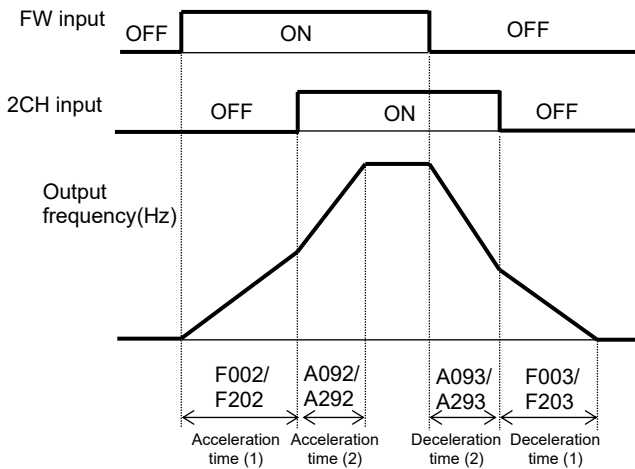 FW input
OFF
ON
OFF
2CH input
OFF
ON
OFF
Output
frequency(Hz)
F002/
F202
A092/
A292
A093/
A293
F003/
F203
Acceleration
time (1)
Acceleration
time (2)
Deceleration
time (2)
Deceleration
time (1)